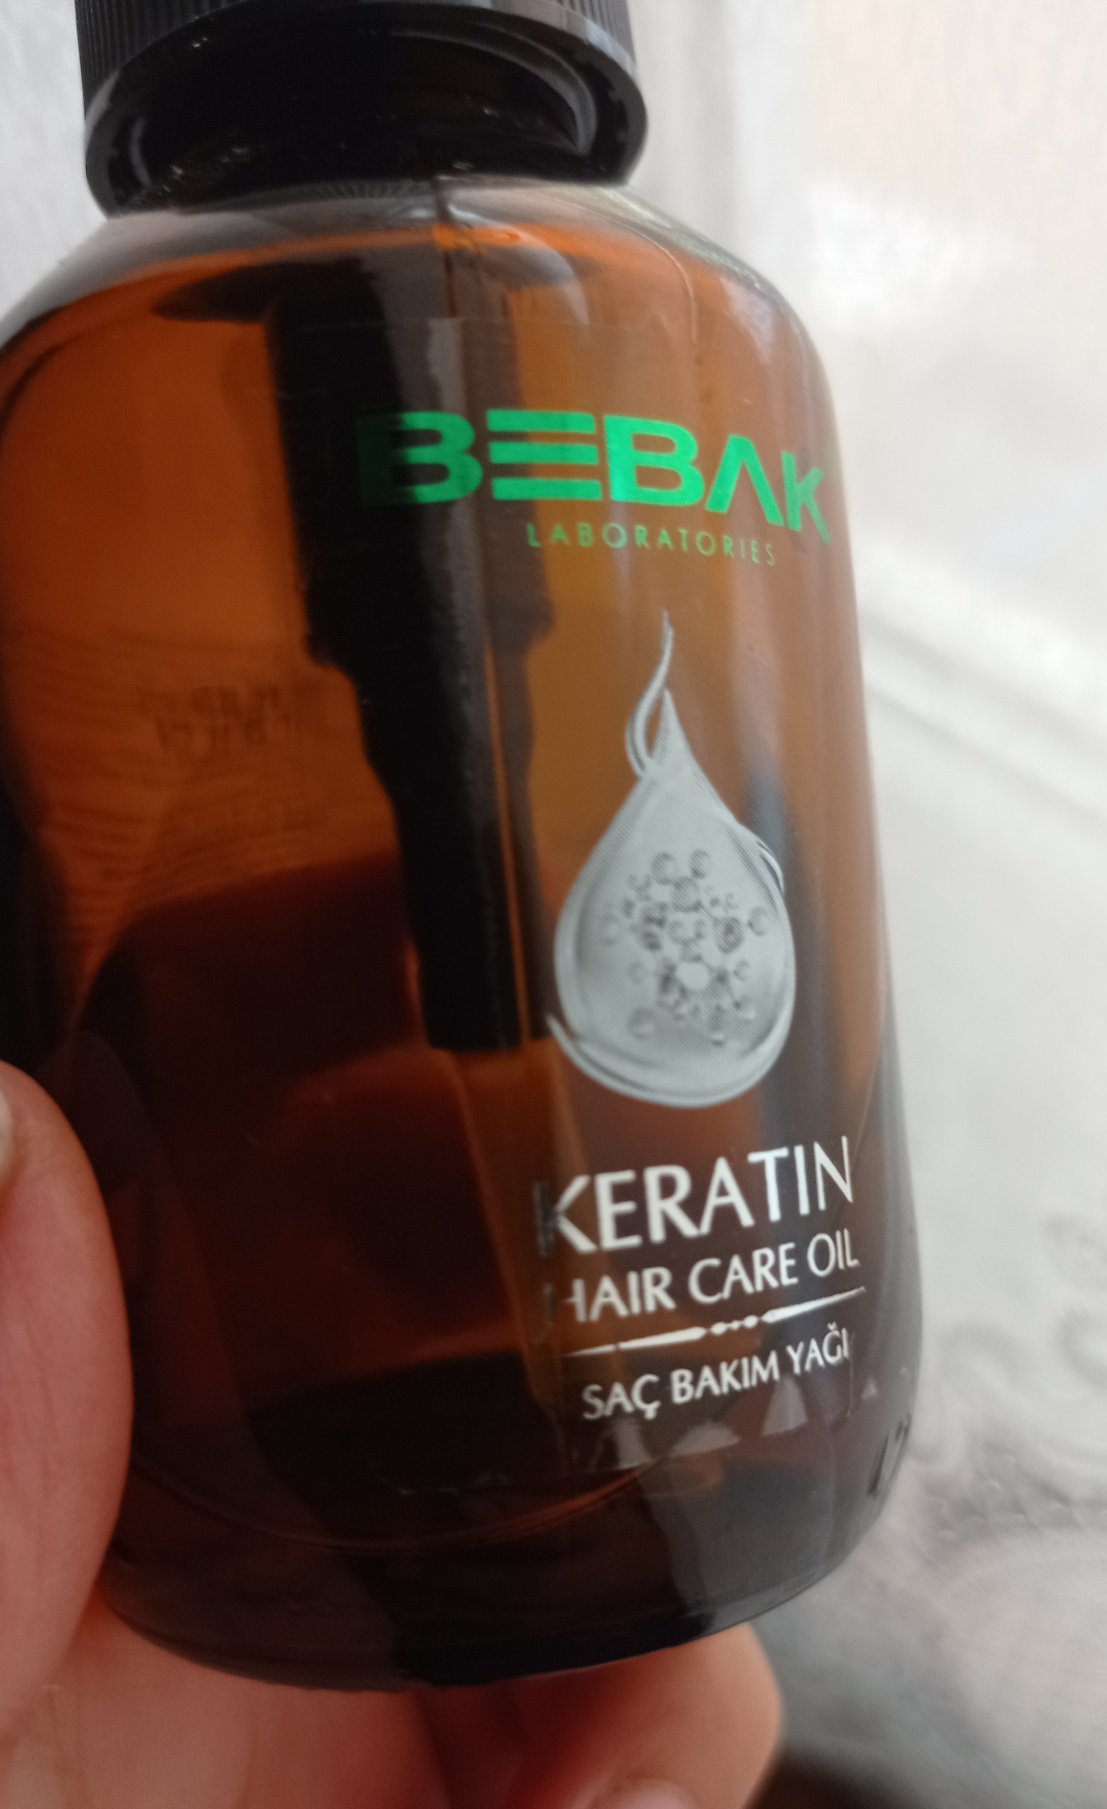 BEBAK
LABORATORIES
KERATIN
HAIR CARE OIL
SAÇ BAKIM YAĞI